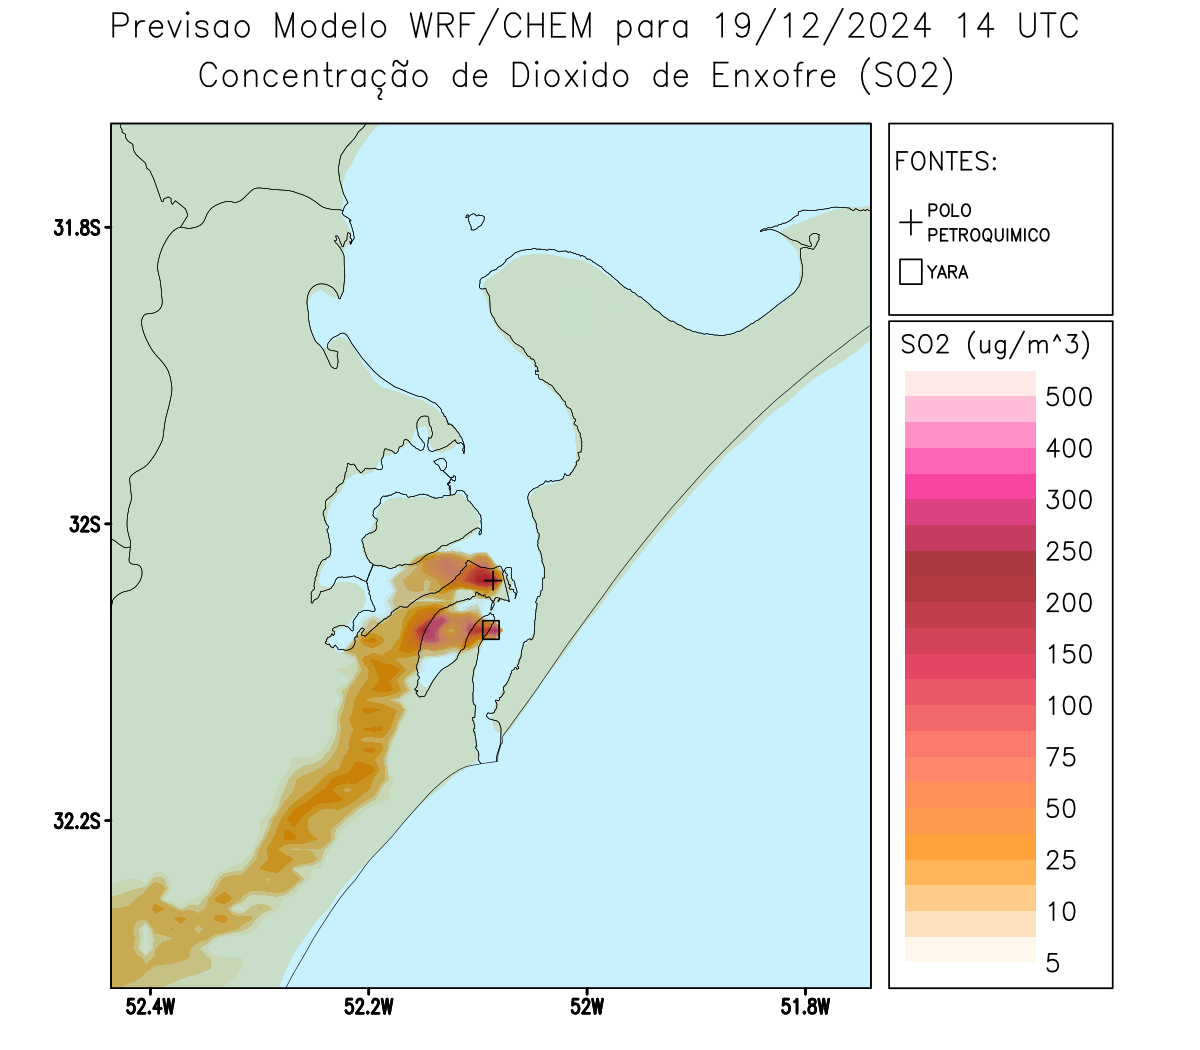 Previsao Modelo WRF/CHEM para 19/12/2024 14 UTC
Concentração de Dioxido de Enxofre (SO2)
FONTES:
POLO
PETROQUIMICO
YARA
31.8S
32S
32.2S
52.4W
52.2W
52W
51.8W
SO2 (ug/m^3)
500
400
300
250
200
150
100
75
50
25
10
5